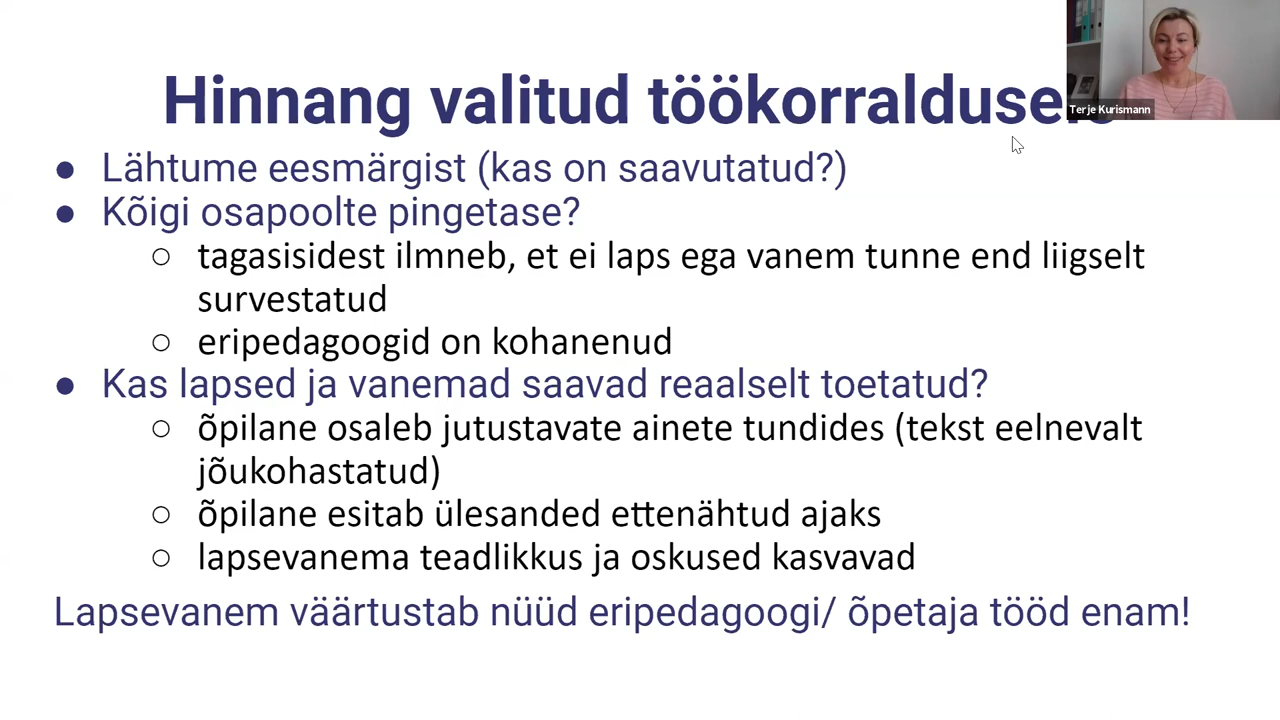 Hinnang valitud töökorraldusele
Terje Kurismann
● Lähtume eesmärgist (kas on saavutatud?)
● Kõigi osapoolte pingetase?
○ tagasisidest ilmneb, et ei laps ega vanem tunne end liigselt
survestatud
○ eripedagoogid on kohanenud
● Kas lapsed ja vanemad saavad reaalselt toetatud?
○ õpilane osaleb jutustavate ainete tundides (tekst eelnevalt
jõukohastatud)
○ õpilane esitab ülesanded ettenähtud ajaks
○ lapsevanema teadlikkus ja oskused kasvavad
Lapsevanem väärtustab nüüd eripedagoogi/ õpetaja tööd enam!